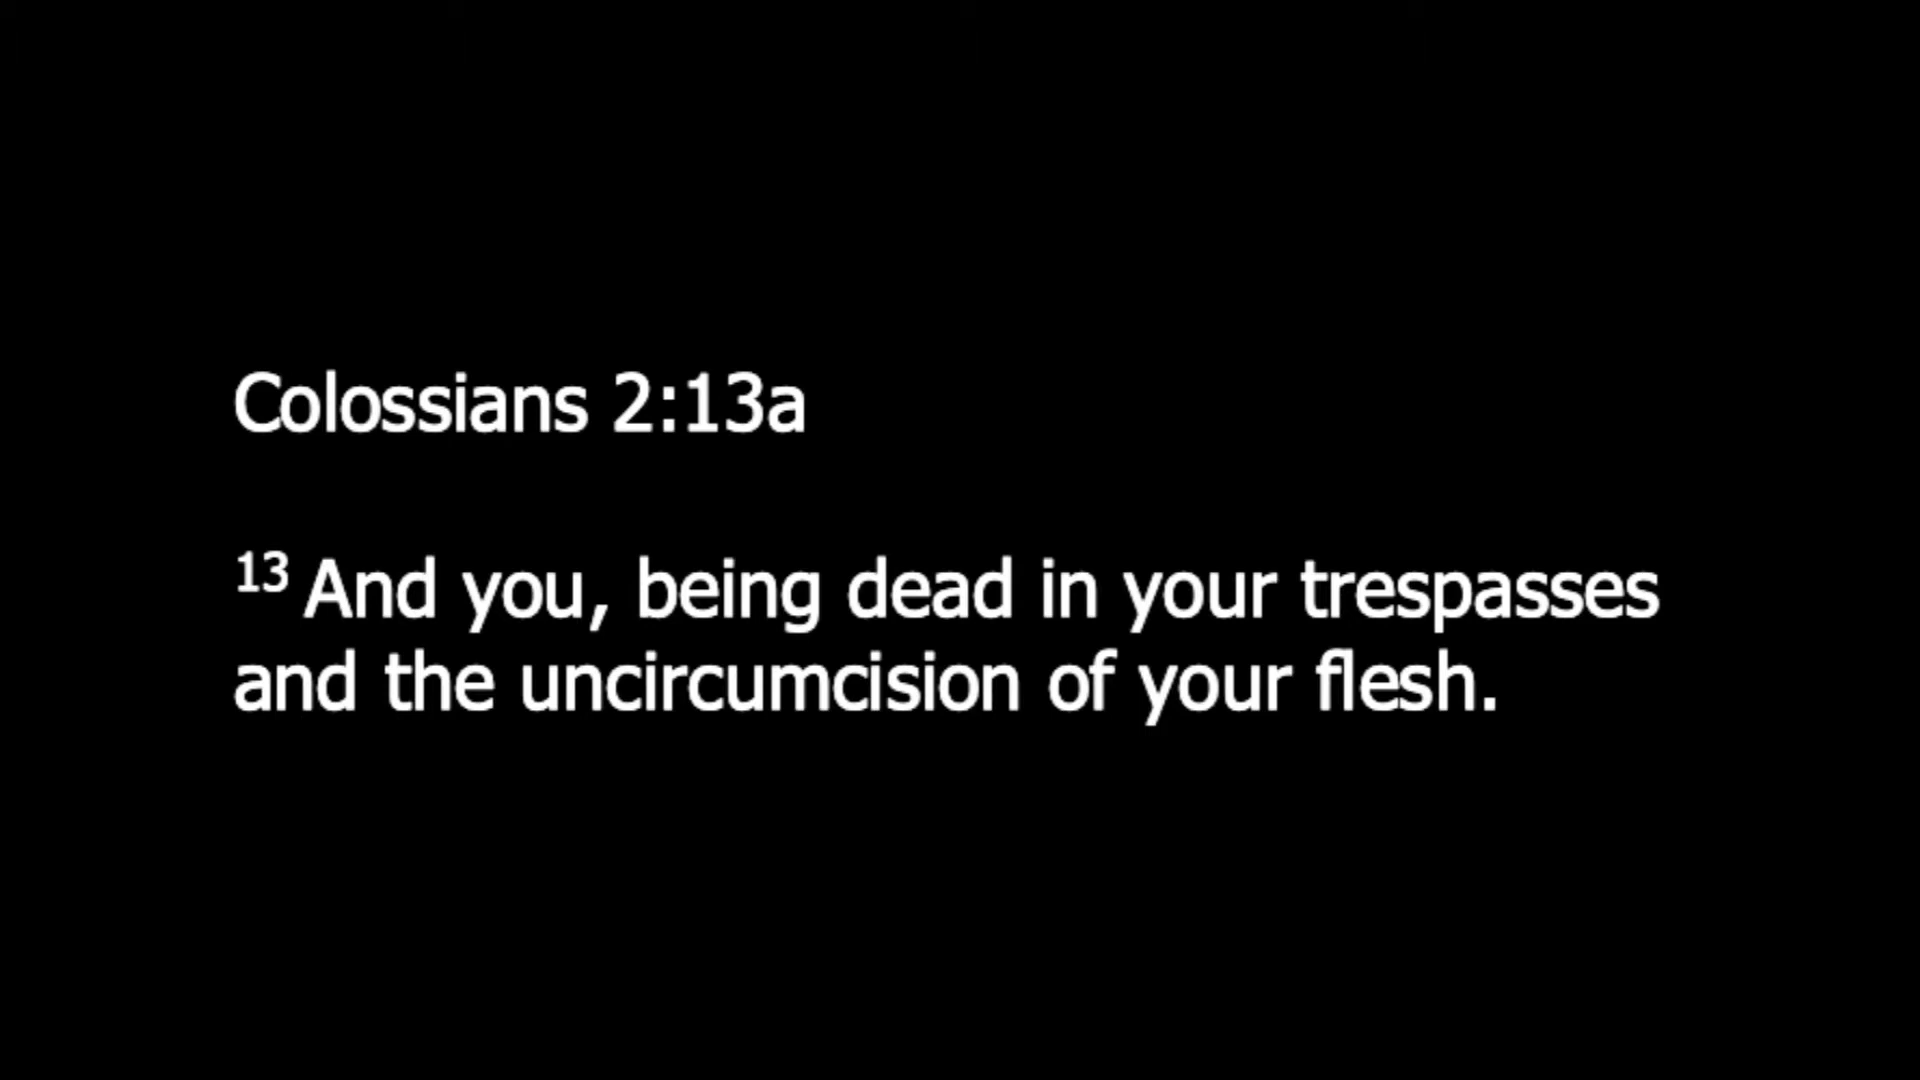 Colossians 2:13a
13 And you, being dead in your trespasses
and the uncircumcision of your flesh.